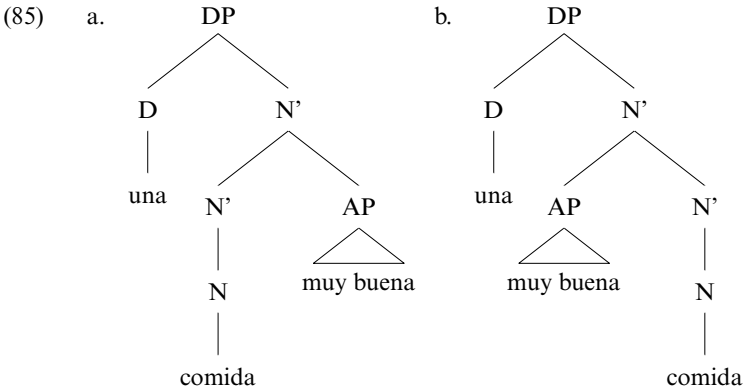 (85) a. DP b. DP
D N’ D N’
una N’ AP una AP N’
N muy buena muy buena N
comida comida